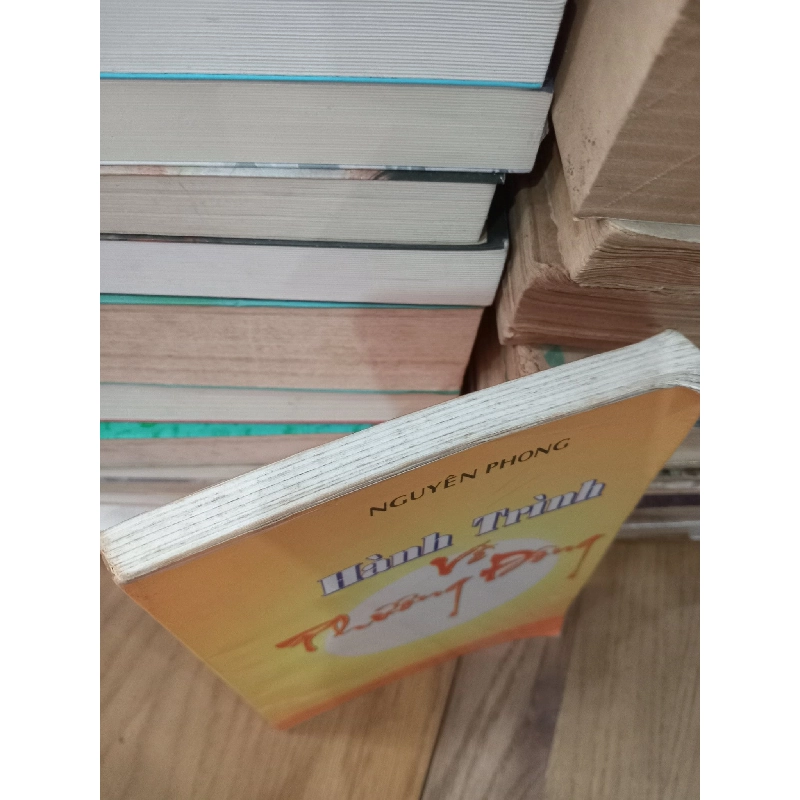 NGUYÊN PHONG
Hành Trình
Về
Phương Đông